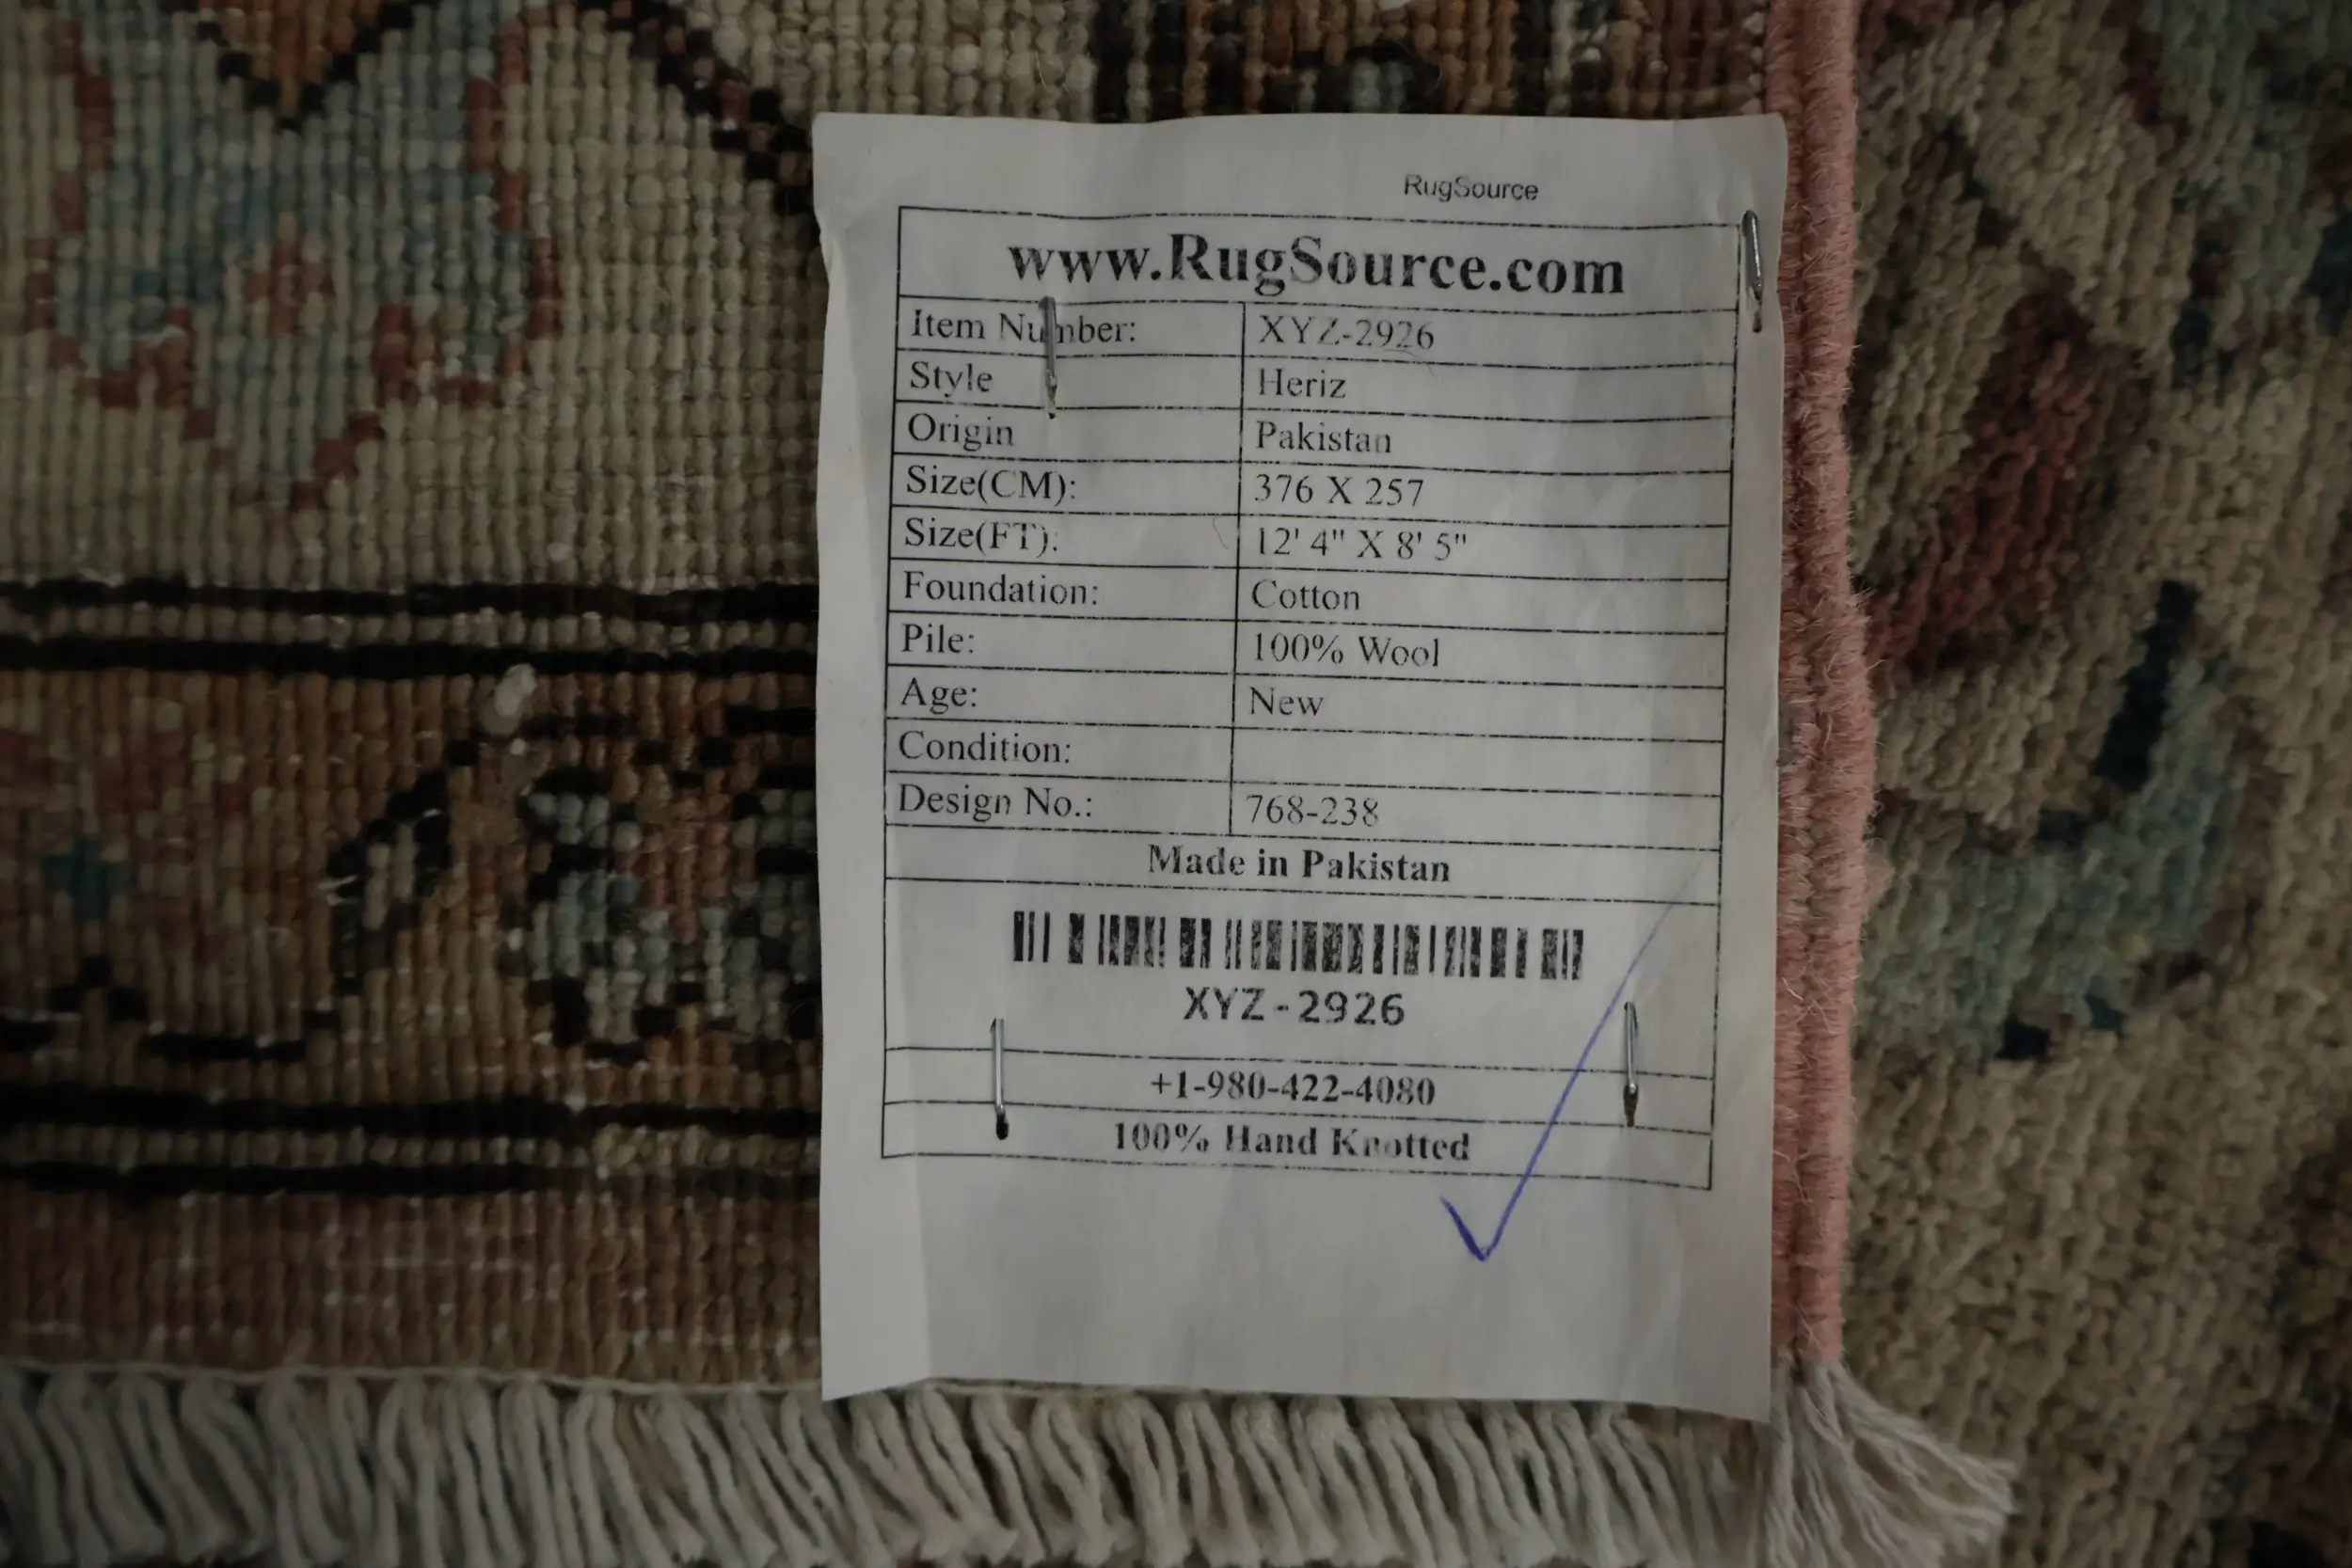 RugSource
www.RugSource.com
Item Number: XYZ-2926
Style Heriz
Origin Pakistan
Size(CM): 376 X 257
Size(FT): 12' 4" X 8' 5"
Foundation: Cotton
Pile: 100% Wool
Age: New
Condition:
Design No.: 768-238
Made in Pakistan
XYZ-2926
+1-980-422-4080
100% Hand Knotted